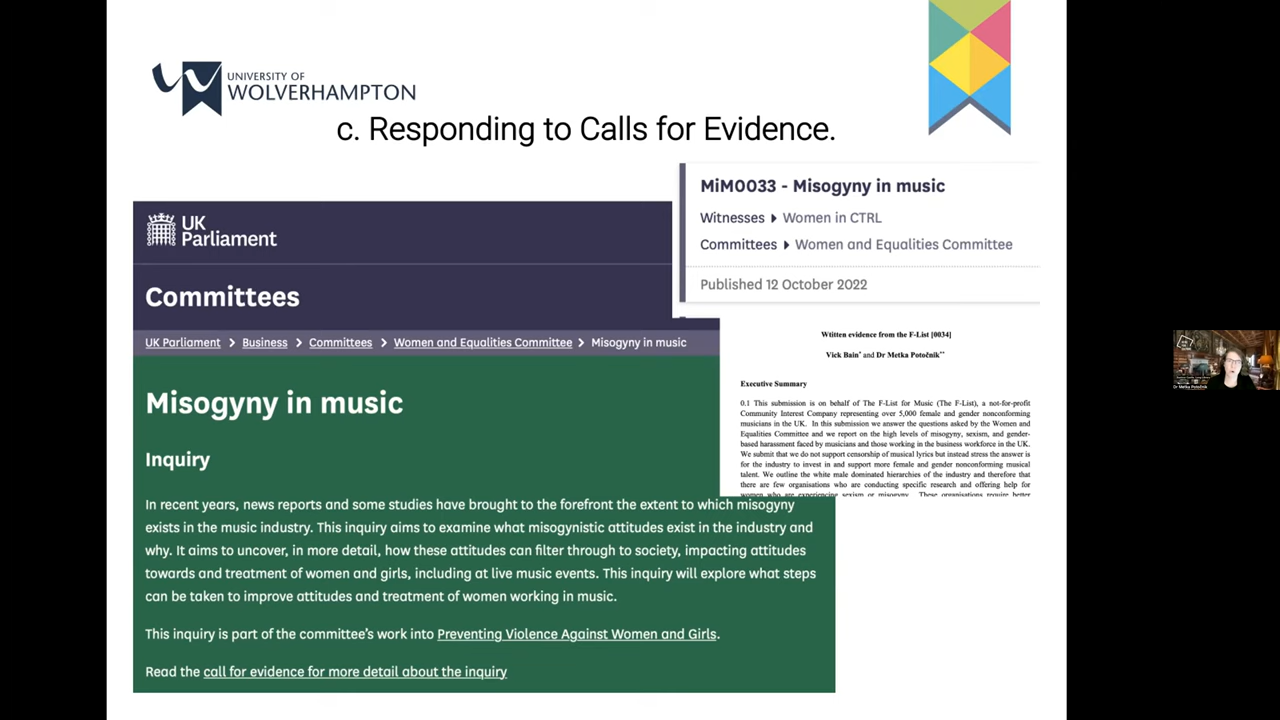 UNIVERSITY OF
WOLVERHAMPTON
c. Responding to Calls for Evidence.
UK
Parliament
Committees
UK Parliament > Business > Committees > Women and Equalities Committee > Misogyny in music
Misogyny in music
Inquiry
In recent years, news reports and some studies have brought to the forefront the extent to which misogyny
exists in the music industry. This inquiry aims to examine what misogynistic attitudes exist in the industry and
why. It aims to uncover, in more detail, how these attitudes can filter through to society, impacting attitudes
towards and treatment of women and girls, including at live music events. This inquiry will explore what steps
can be taken to improve attitudes and treatment of women working in music.
This inquiry is part of the committee's work into Preventing Violence Against Women and Girls.
Read the call for evidence for more detail about the inquiry
MiM0033 - Misogyny in music
Witnesses ▸ Women in CTRL
Committees ▸ Women and Equalities Committee
Published 12 October 2022
Wtitten evidence from the F-List [0034]
Vick Bain* and Dr Metka Potočnik**
Executive Summary
0.1 This submission is on behalf of The F-List for Music (The F-List), a not-for-profit
Community Interest Company representing over 5,000 female and gender nonconforming
musicians in the UK. In this submission we answer the questions asked by the Women and
Equalities Committee and we report on the high levels of misogyny, sexism, and gender-
based harassment faced by musicians and those working in the business workforce in the UK.
We submit that we do not support censorship of musical lyrics but instead stress the answer is
for the industry to invest in and support more female and gender nonconforming musical
talent. We outline the white male dominated hierarchies of the industry and therefore that
there are few organisations who are conducting specific research and offering help for
women who are experiencing sexism or misogyny. These organisations require better
Dr Metka Potočnik